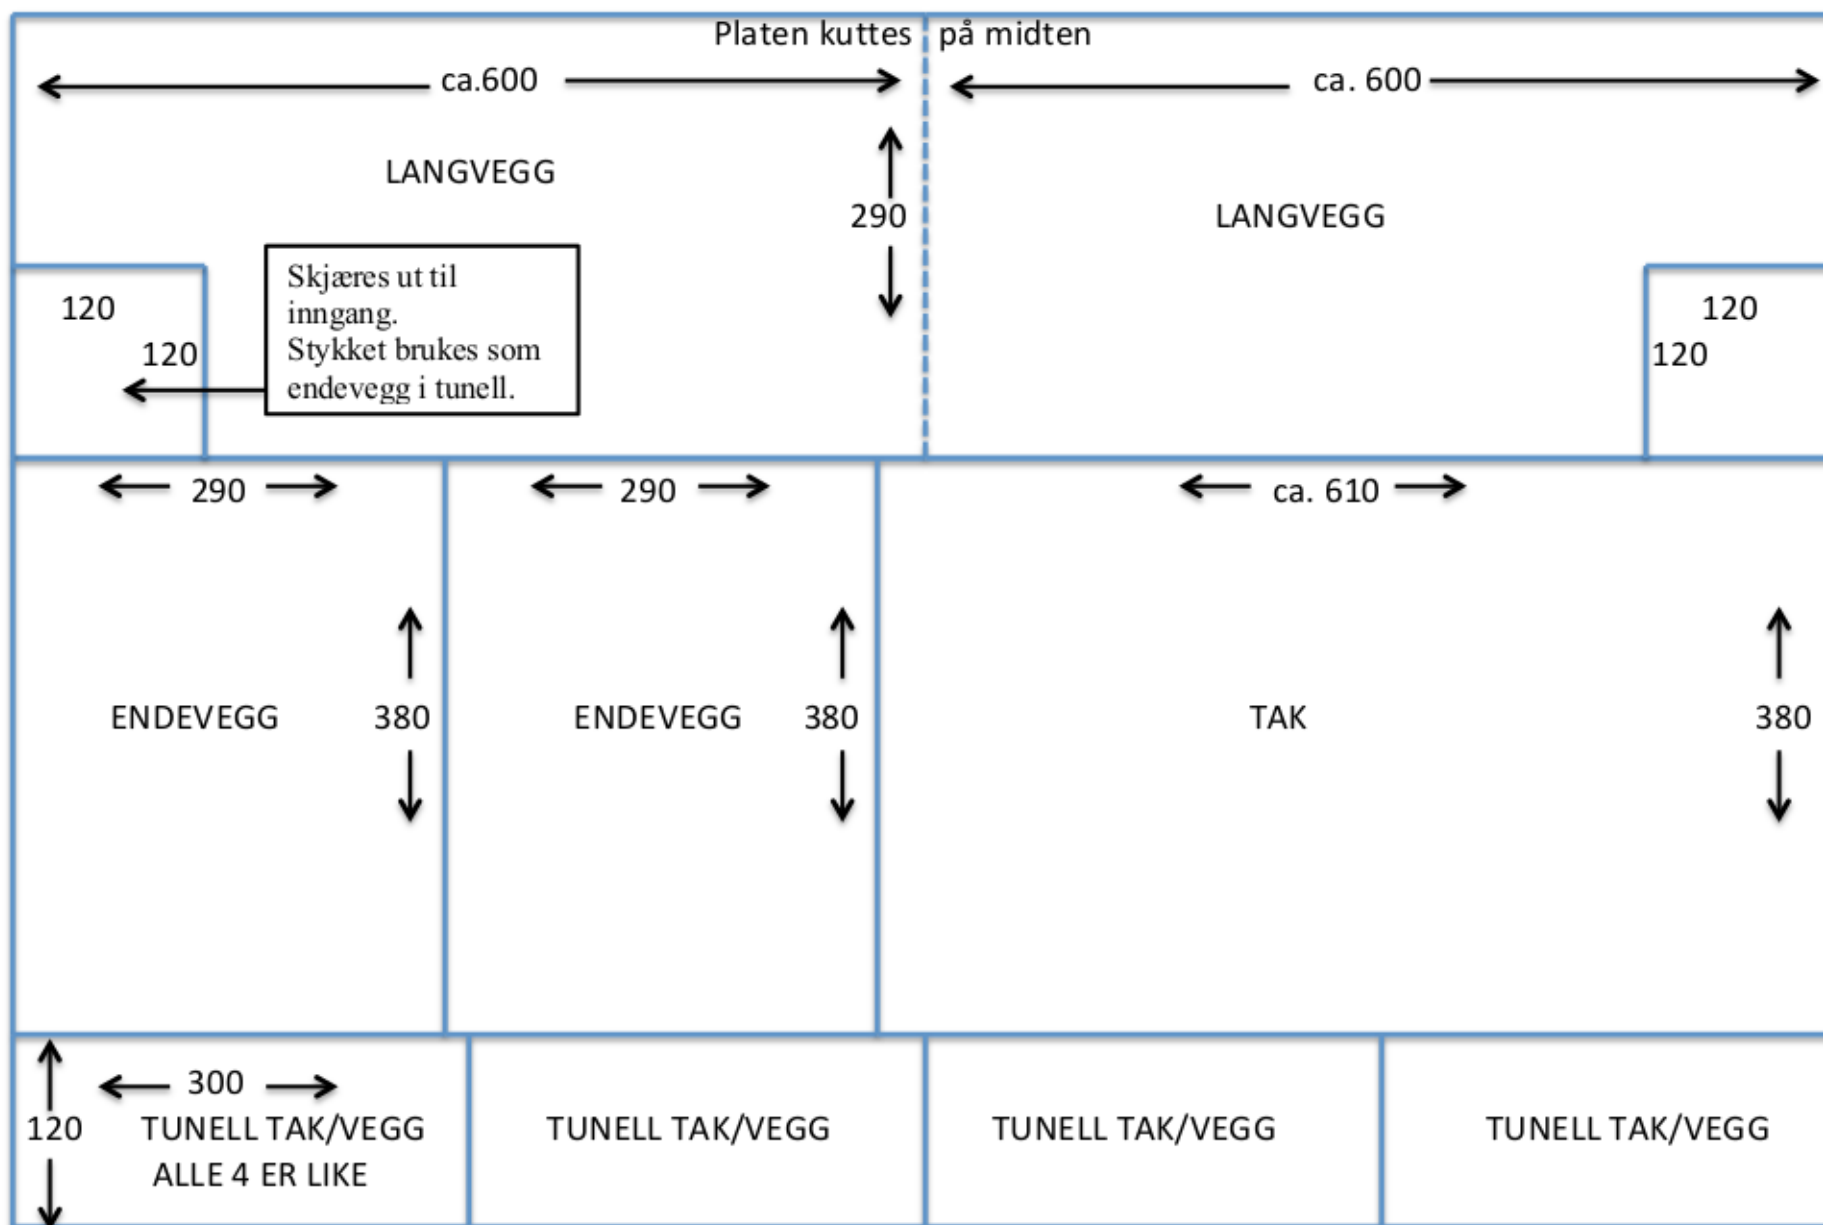 Platen kuttes på midten
ca.600
ca. 600
LANGVEGG
290
LANGVEGG
Skjæres ut til
inngang.
Stykket brukes som
endevegg i tunell.
120
120
120
120
290
290
ca. 610
ENDEVEGG
380
ENDEVEGG
380
TAK
380
300
120
TUNELL TAK/VEGG
ALLE 4 ER LIKE
TUNELL TAK/VEGG
TUNELL TAK/VEGG
TUNELL TAK/VEGG